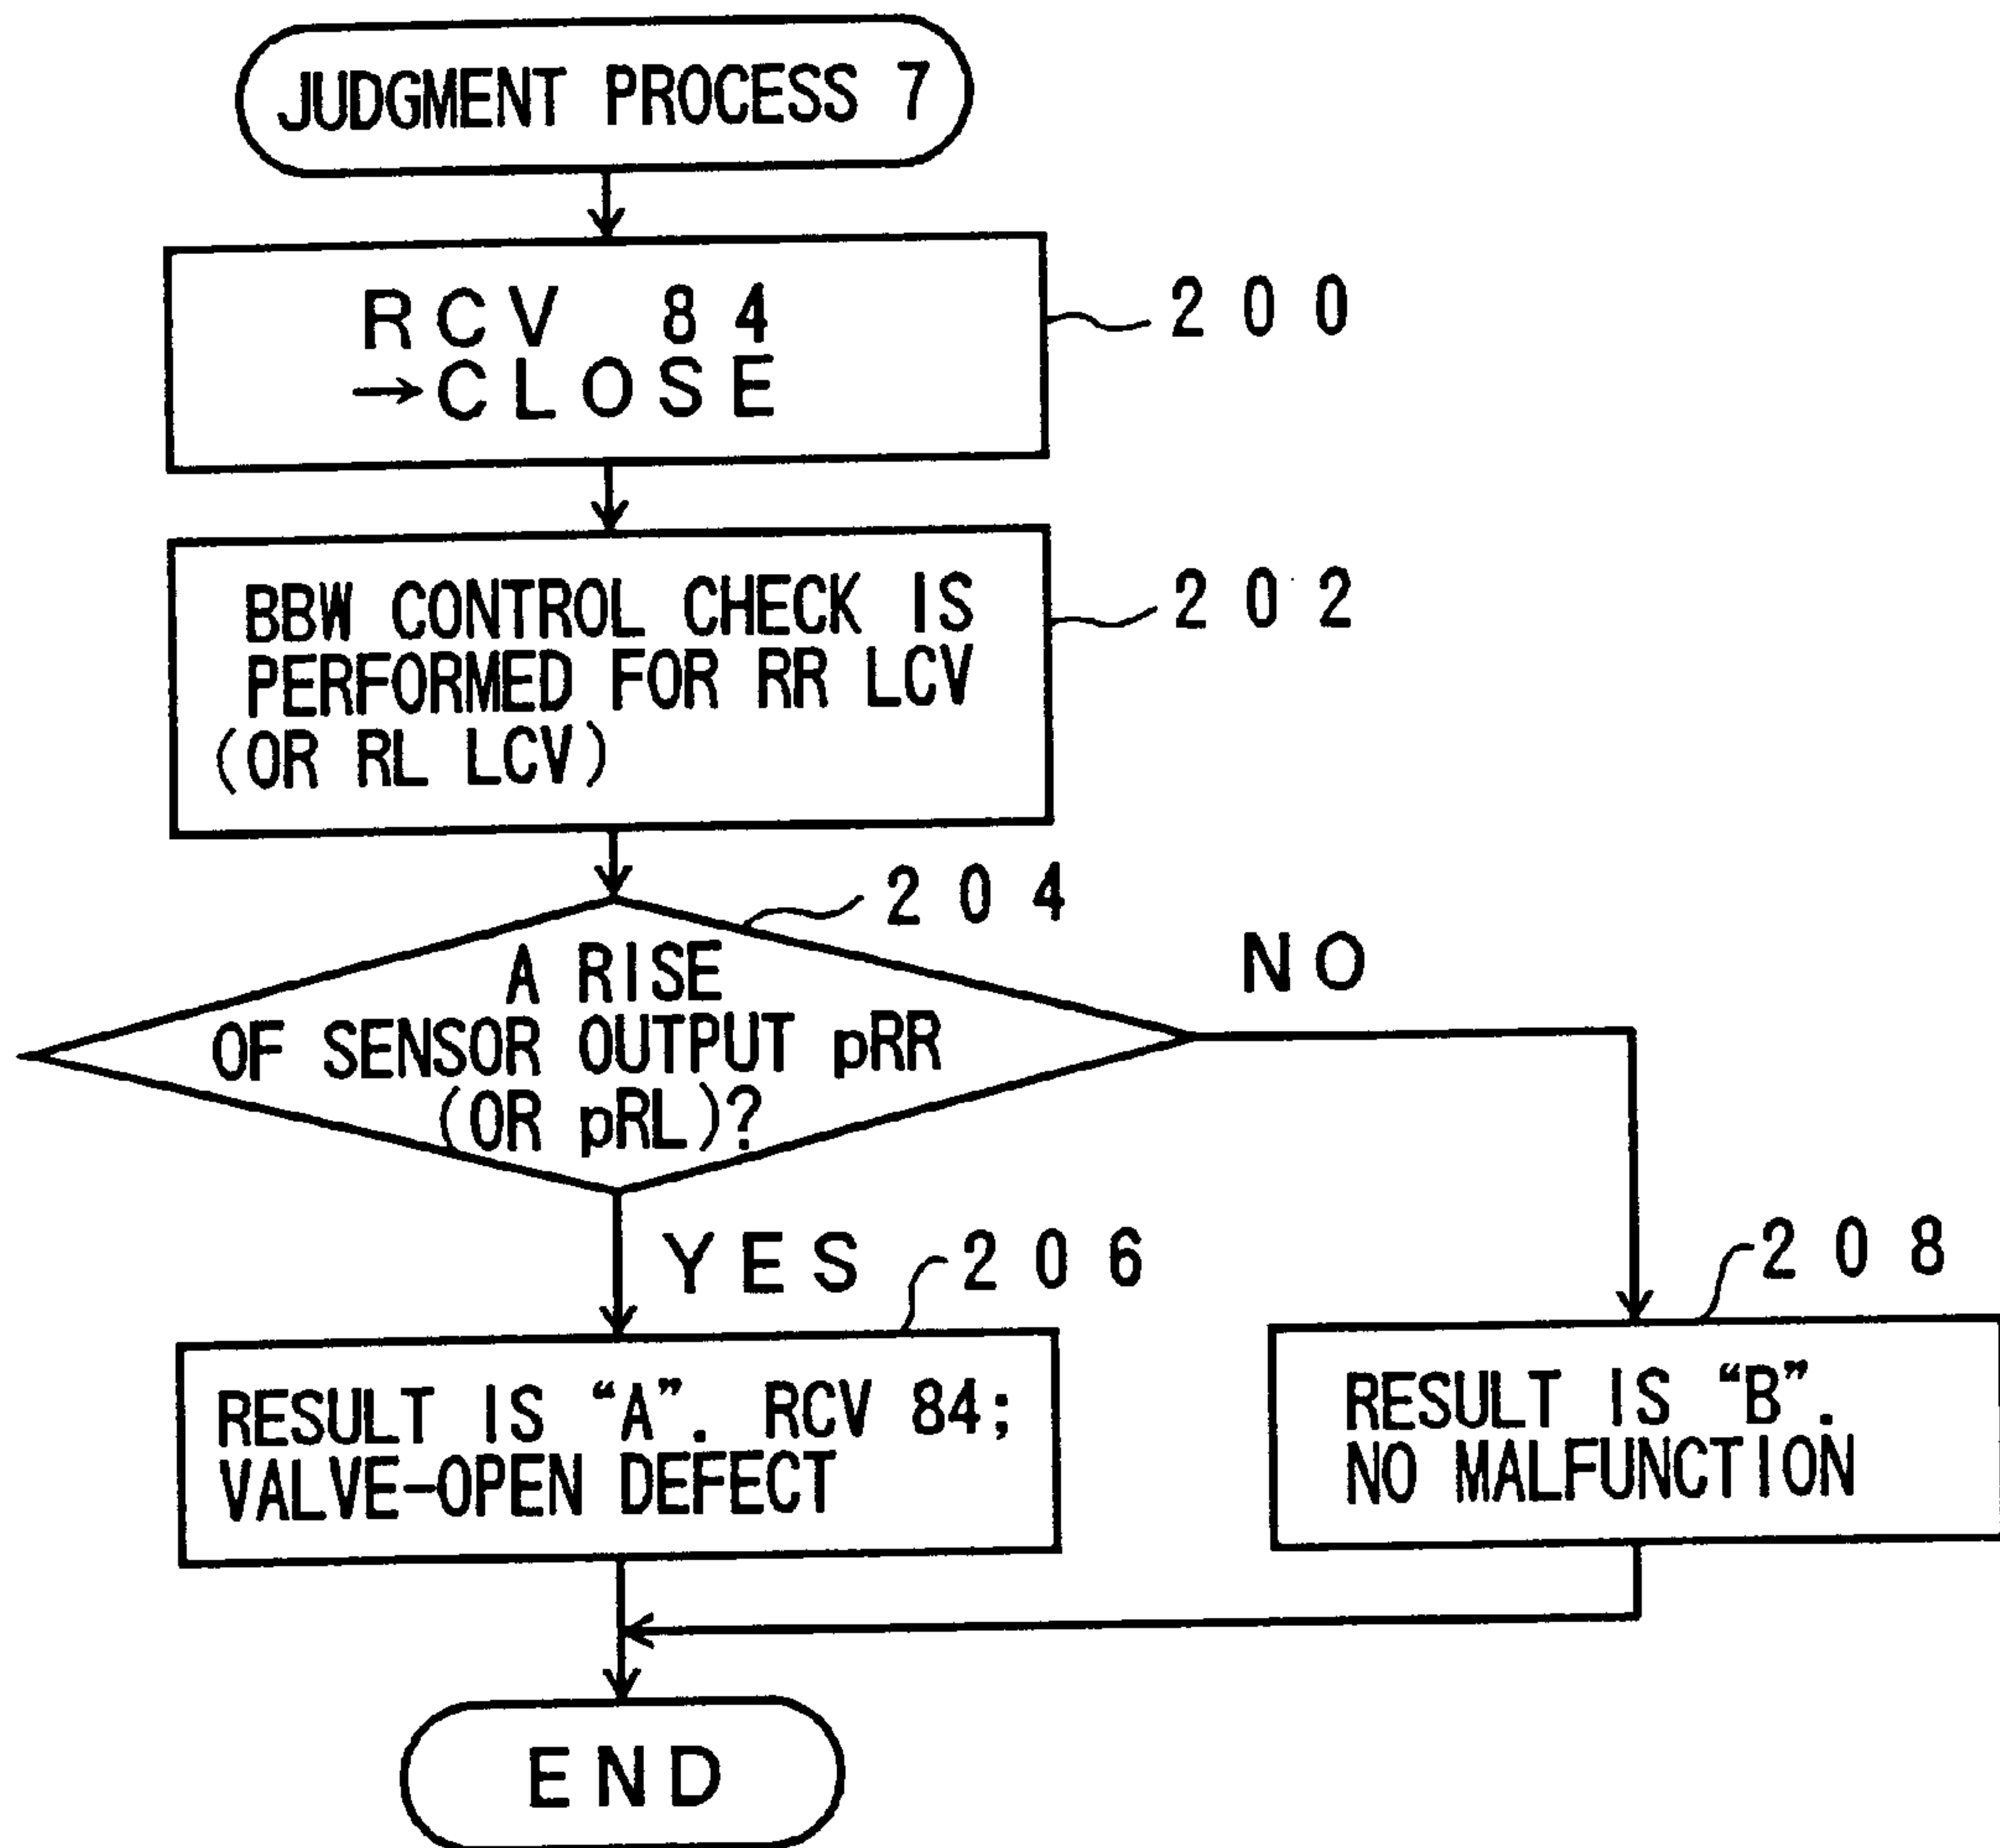 JUDGMENT PROCESS 7
RCV 84
→CLOSE
200
BBW CONTROL CHECK IS
PERFORMED FOR RR LCV
(OR RL LCV)
202
204
A RISE
OF SENSOR OUTPUT pRR
(OR pRL)?
NO
YES
206
208
RESULT IS “A”. RCV 84;
VALVE-OPEN DEFECT
RESULT IS “B”.
NO MALFUNCTION
END